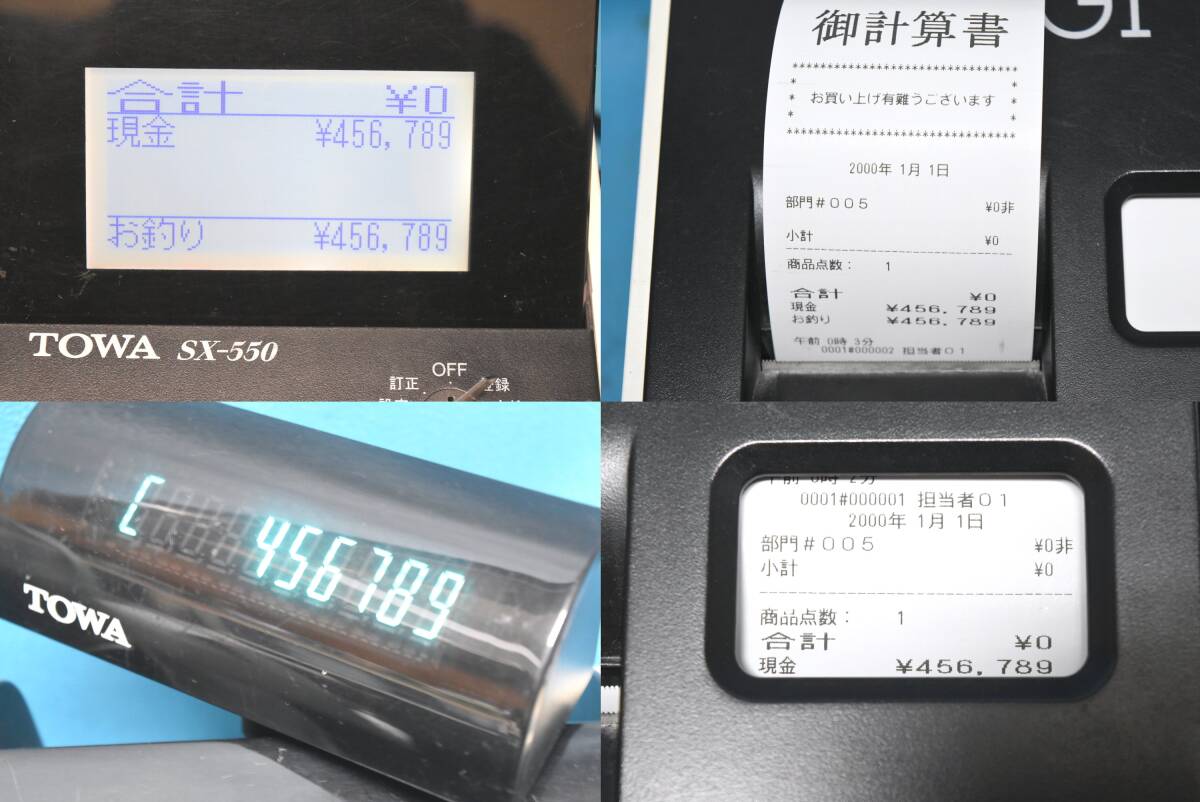 合計 ¥0
現金 ¥456,789
お釣り ¥456,789
TOWA SX-550
OFF
訂正 登録
御計算書
******************************
* *
* お買い上げ有難うございます *
* *
******************************
2000年 1月 1日
部門#005 ¥0非
小計 ¥0
商品点数: 1
合計 ¥0
現金 ¥456,789
お釣り ¥456,789
午前 0時 3分
0001#000002 担当者01
[ 456789
TOWA
午前 0時 2分
0001#000001 担当者01
2000年 1月 1日
部門#005 ¥0非
小計 ¥0
商品点数: 1
合計 ¥0
現金 ¥456,789